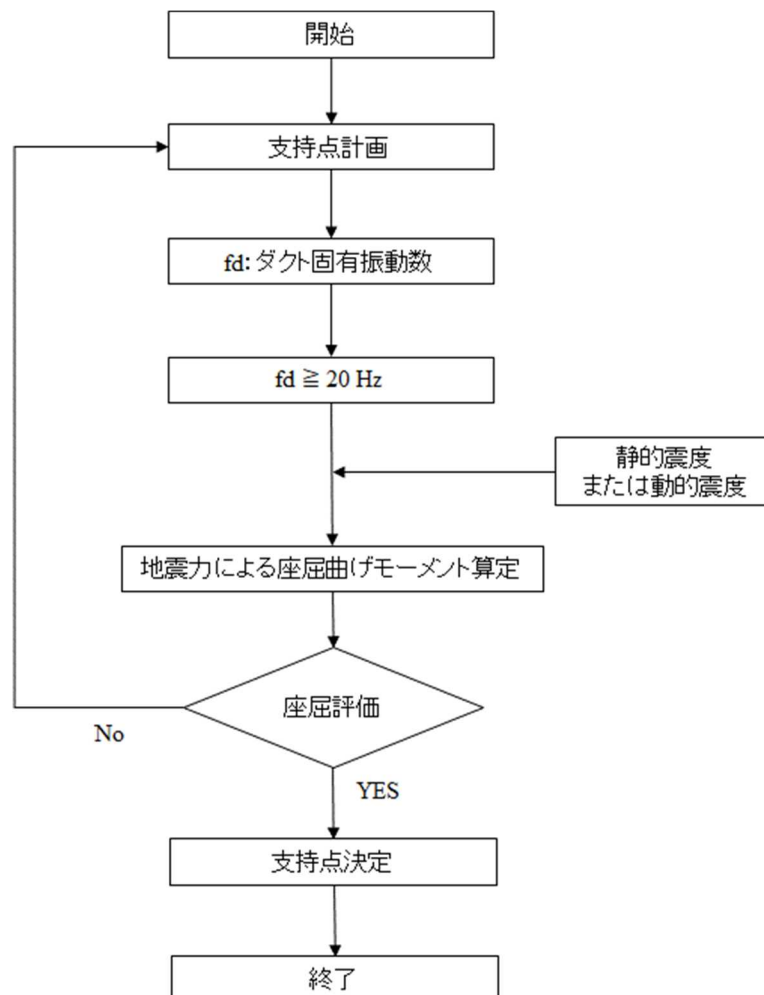 開始
支持点計画
fd：ダクト固有振動数
fd ≧ 20 Hz
静的震度
または動的震度
地震力による座屈曲げモーメント算定
座屈評価
No
YES
支持点決定
終了